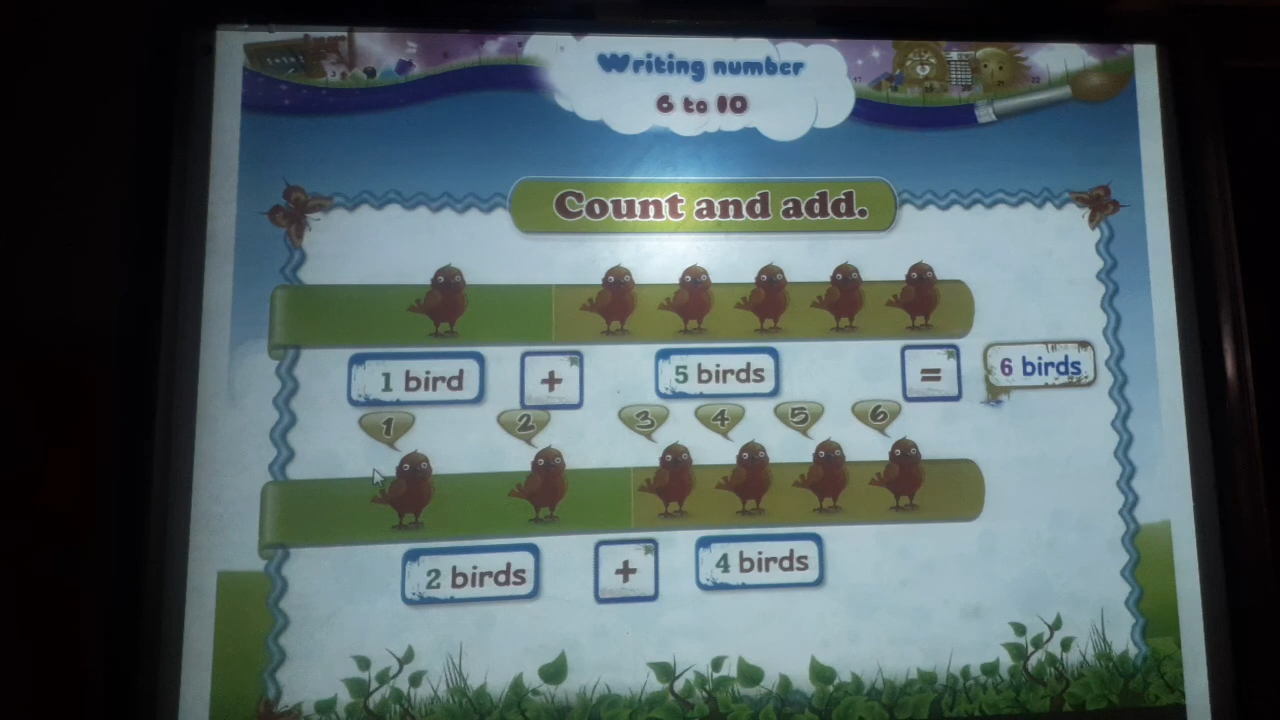 Writing number
6 to 10
Count and add.
1 bird + 5 birds = 6 birds
1 2 3 4 5 6
2 birds + 4 birds